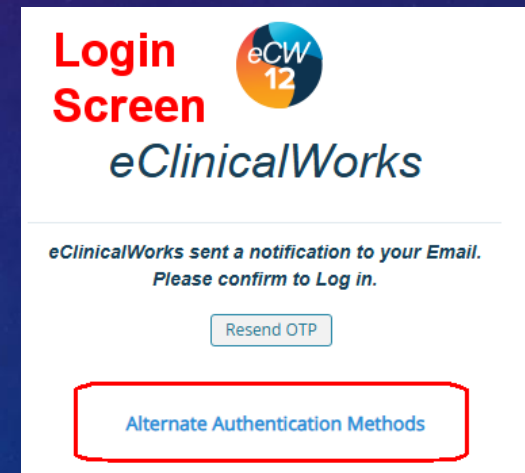 Login
Screen
eCW
12
eClinicalWorks
eClinicalWorks sent a notification to your Email.
Please confirm to Log in.
Resend OTP
Alternate Authentication Methods